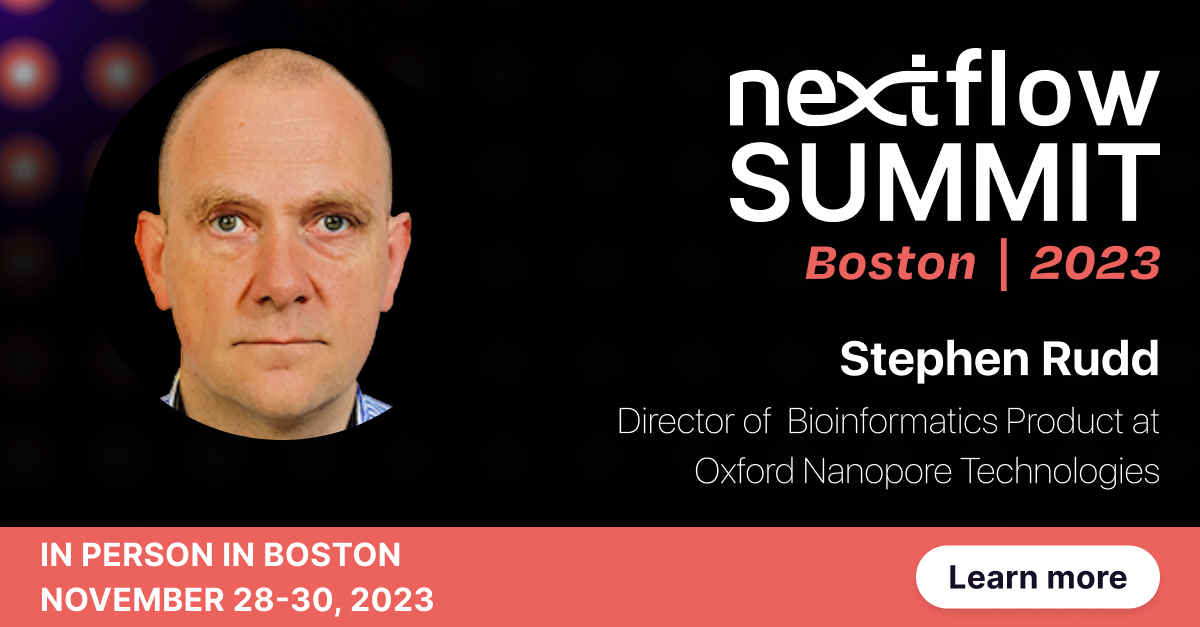 nextflow
SUMMIT
Boston | 2023
Stephen Rudd
Director of Bioinformatics Product at
Oxford Nanopore Technologies
IN PERSON IN BOSTON
NOVEMBER 28-30, 2023
Learn more